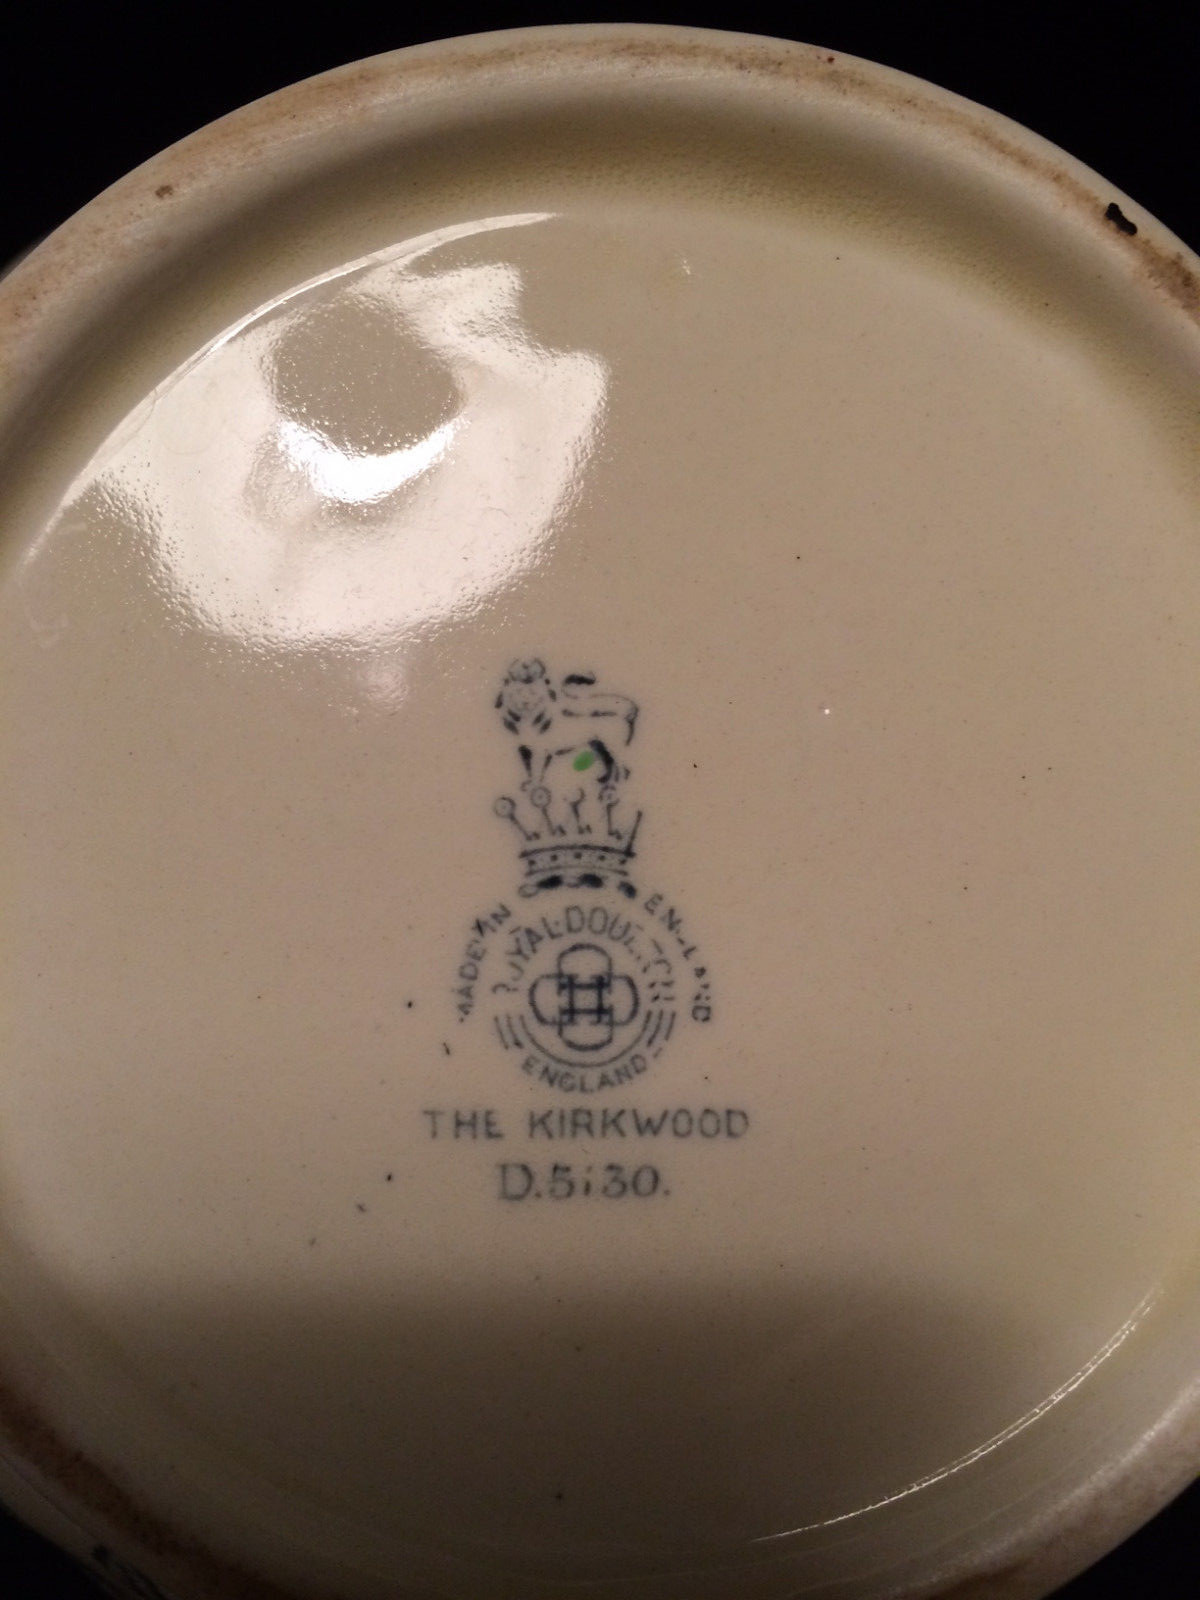 MADE IN ENGLAND
ROYAL DOULTON
ENGLAND
THE KIRKWOOD
D.5130.